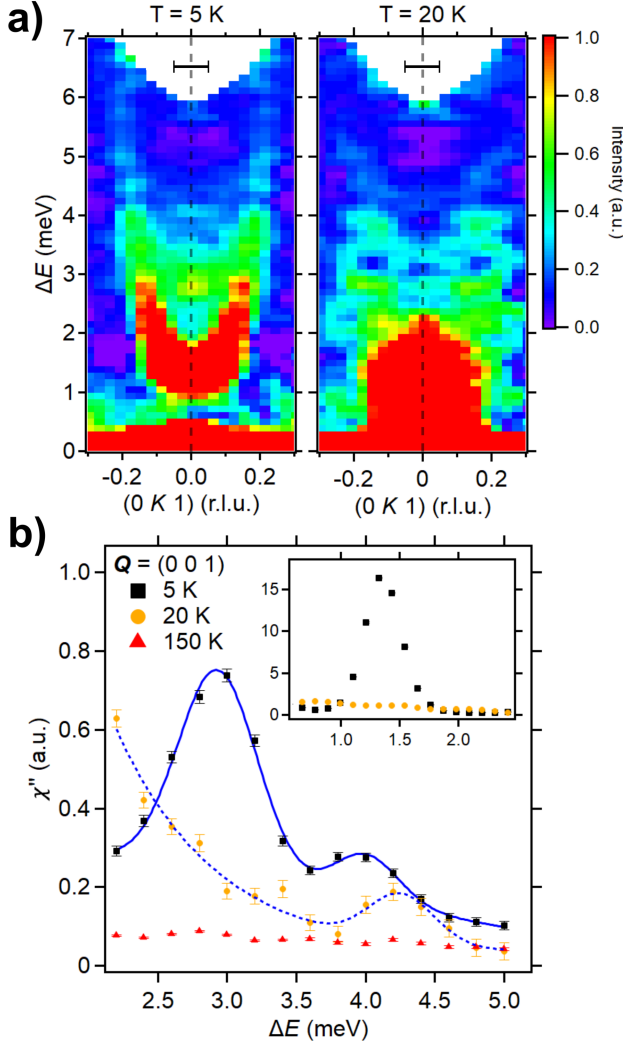 a)
T = 5 K
T = 20 K
7
6
5
4
3
2
1
0
ΔE (meV)
-0.2
0.0
0.2
(0 K 1) (r.l.u.)
-0.2
0
0.2
(0 K 1) (r.l.u.)
1.0
0.8
0.6
0.4
0.2
0.0
Intensity (a.u.)
b)
Q = (0 0 1)
5 K
20 K
150 K
1.0
0.8
0.6
0.4
0.2
0
χ'' (a.u.)
15
10
5
0
1.0
1.5
2.0
2.5
3.0
3.5
4.0
4.5
5.0
ΔE (meV)